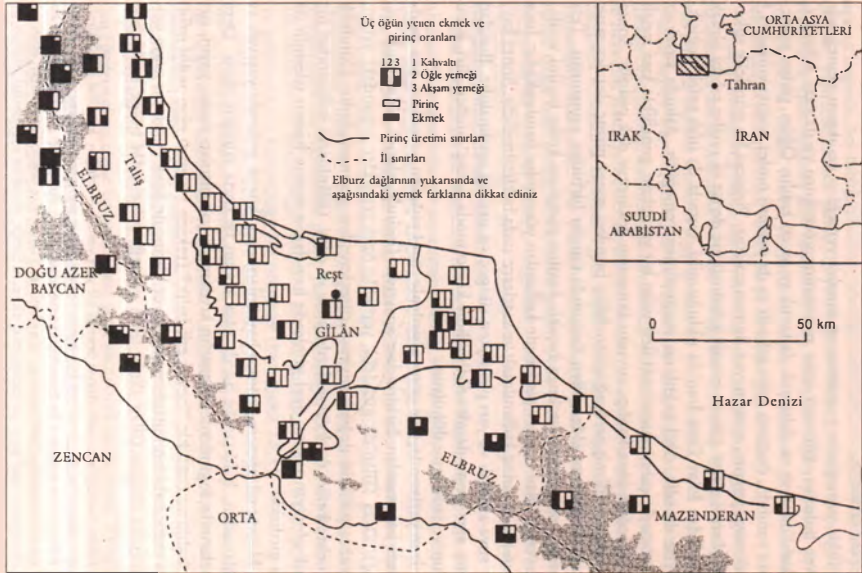 Üç öğün yenen ekmek ve
pirinç oranları
1 2 3 1 Kahvaltı
2 Öğle yemeği
3 Akşam yemeği
Pirinç
Ekmek
Pirinç üretimi sınırları
İl sınırları
Elburz dağlarının yukarısında ve
aşağısındaki yemek farklarına dikkat ediniz
ORTA ASYA
CUMHURİYETLERİ
Tahran
IRAK
İRAN
SUUDİ
ARABİSTAN
Taliş
ELBRUZ
DOĞU AZER
BAYCAN
Reşt
GİLÂN
0 50 km
Hazar Denizi
ZENCAN
ELBRUZ
ORTA
MAZENDERAN